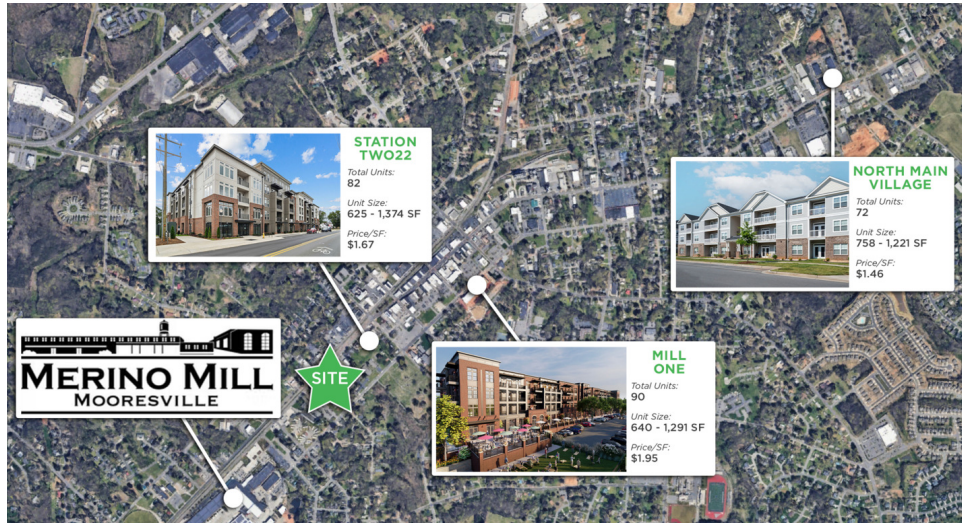 STATION
TWO22
Total Units:
82
Unit Size:
625 - 1,374 SF
Price/SF:
$1.67
NORTH MAIN
VILLAGE
Total Units:
72
Unit Size:
758 - 1,221 SF
Price/SF:
$1.46
MERINO MILL
MOORESVILLE
SITE
MILL
ONE
Total Units:
90
Unit Size:
640 - 1,291 SF
Price/SF:
$1.95